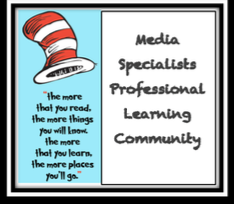 "the more
that you read,
the more things
you will know.
the more
that you learn,
the more places
you'll go."
Media
Specialists
Professional
Learning
Community